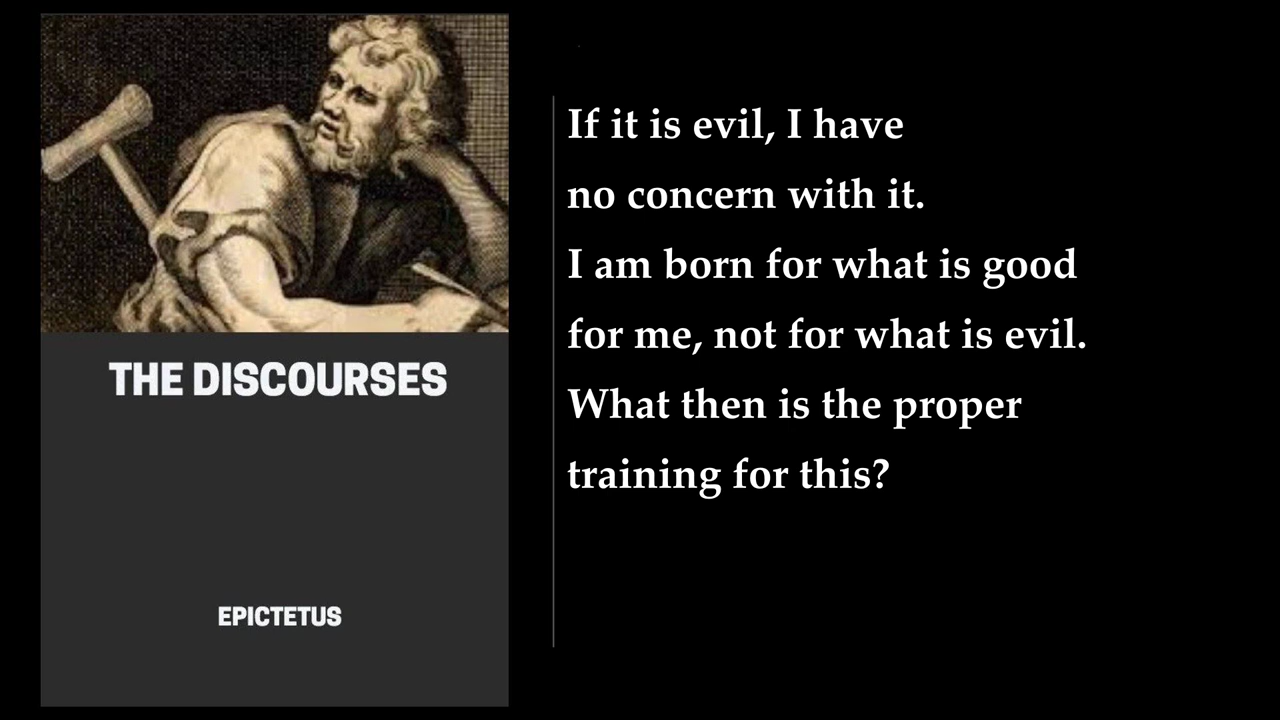 THE DISCOURSES
EPICTETUS
If it is evil, I have
no concern with it.
I am born for what is good
for me, not for what is evil.
What then is the proper
training for this?